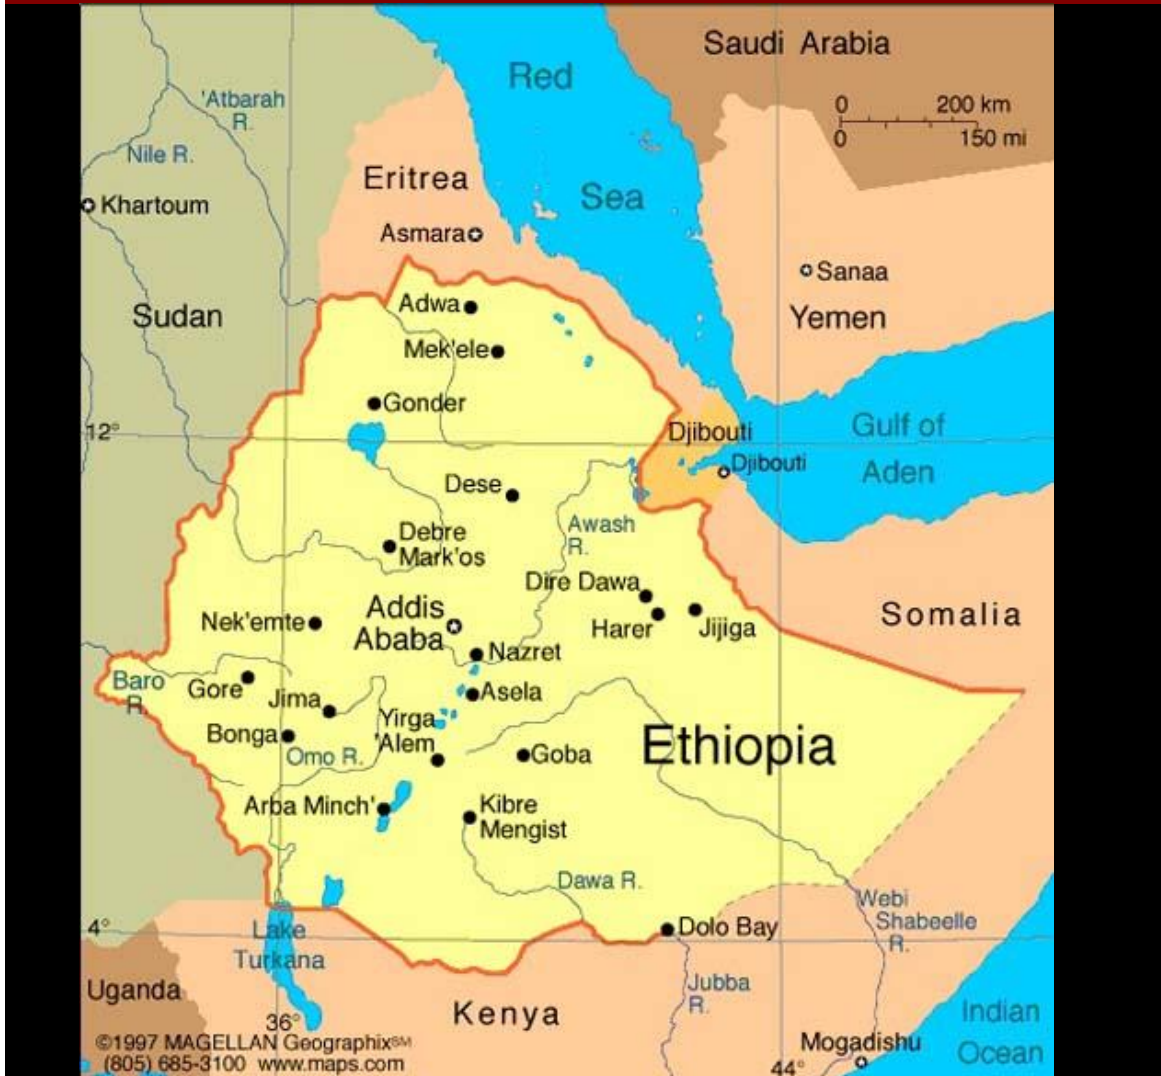 Saudi Arabia
Red
0 200 km
0 150 mi
'Atbarah
R.
Nile R.
Eritrea
Sea
Khartoum
Asmara
Sanaa
Sudan
Adwa
Yemen
Mek'ele
Gonder
12°
Djibouti
Gulf of
Aden
Djibouti
Dese
Awash
R.
Debre
Mark'os
Dire Dawa
Addis
Ababa
Nek'emte
Harer
Jijiga
Somalia
Nazret
Baro
R.
Gore
Jima
Asela
Yirga
'Alem
Bonga
Omo R.
Goba
Ethiopia
Arba Minch'
Kibre
Mengist
Dawa R.
Webi
Shabeelle
R.
4°
Lake
Turkana
Dolo Bay
Uganda
Jubba
R.
Kenya
Indian
Ocean
36°
Mogadishu
44°
©1997 MAGELLAN Geographix℠
(805) 685-3100 www.maps.com